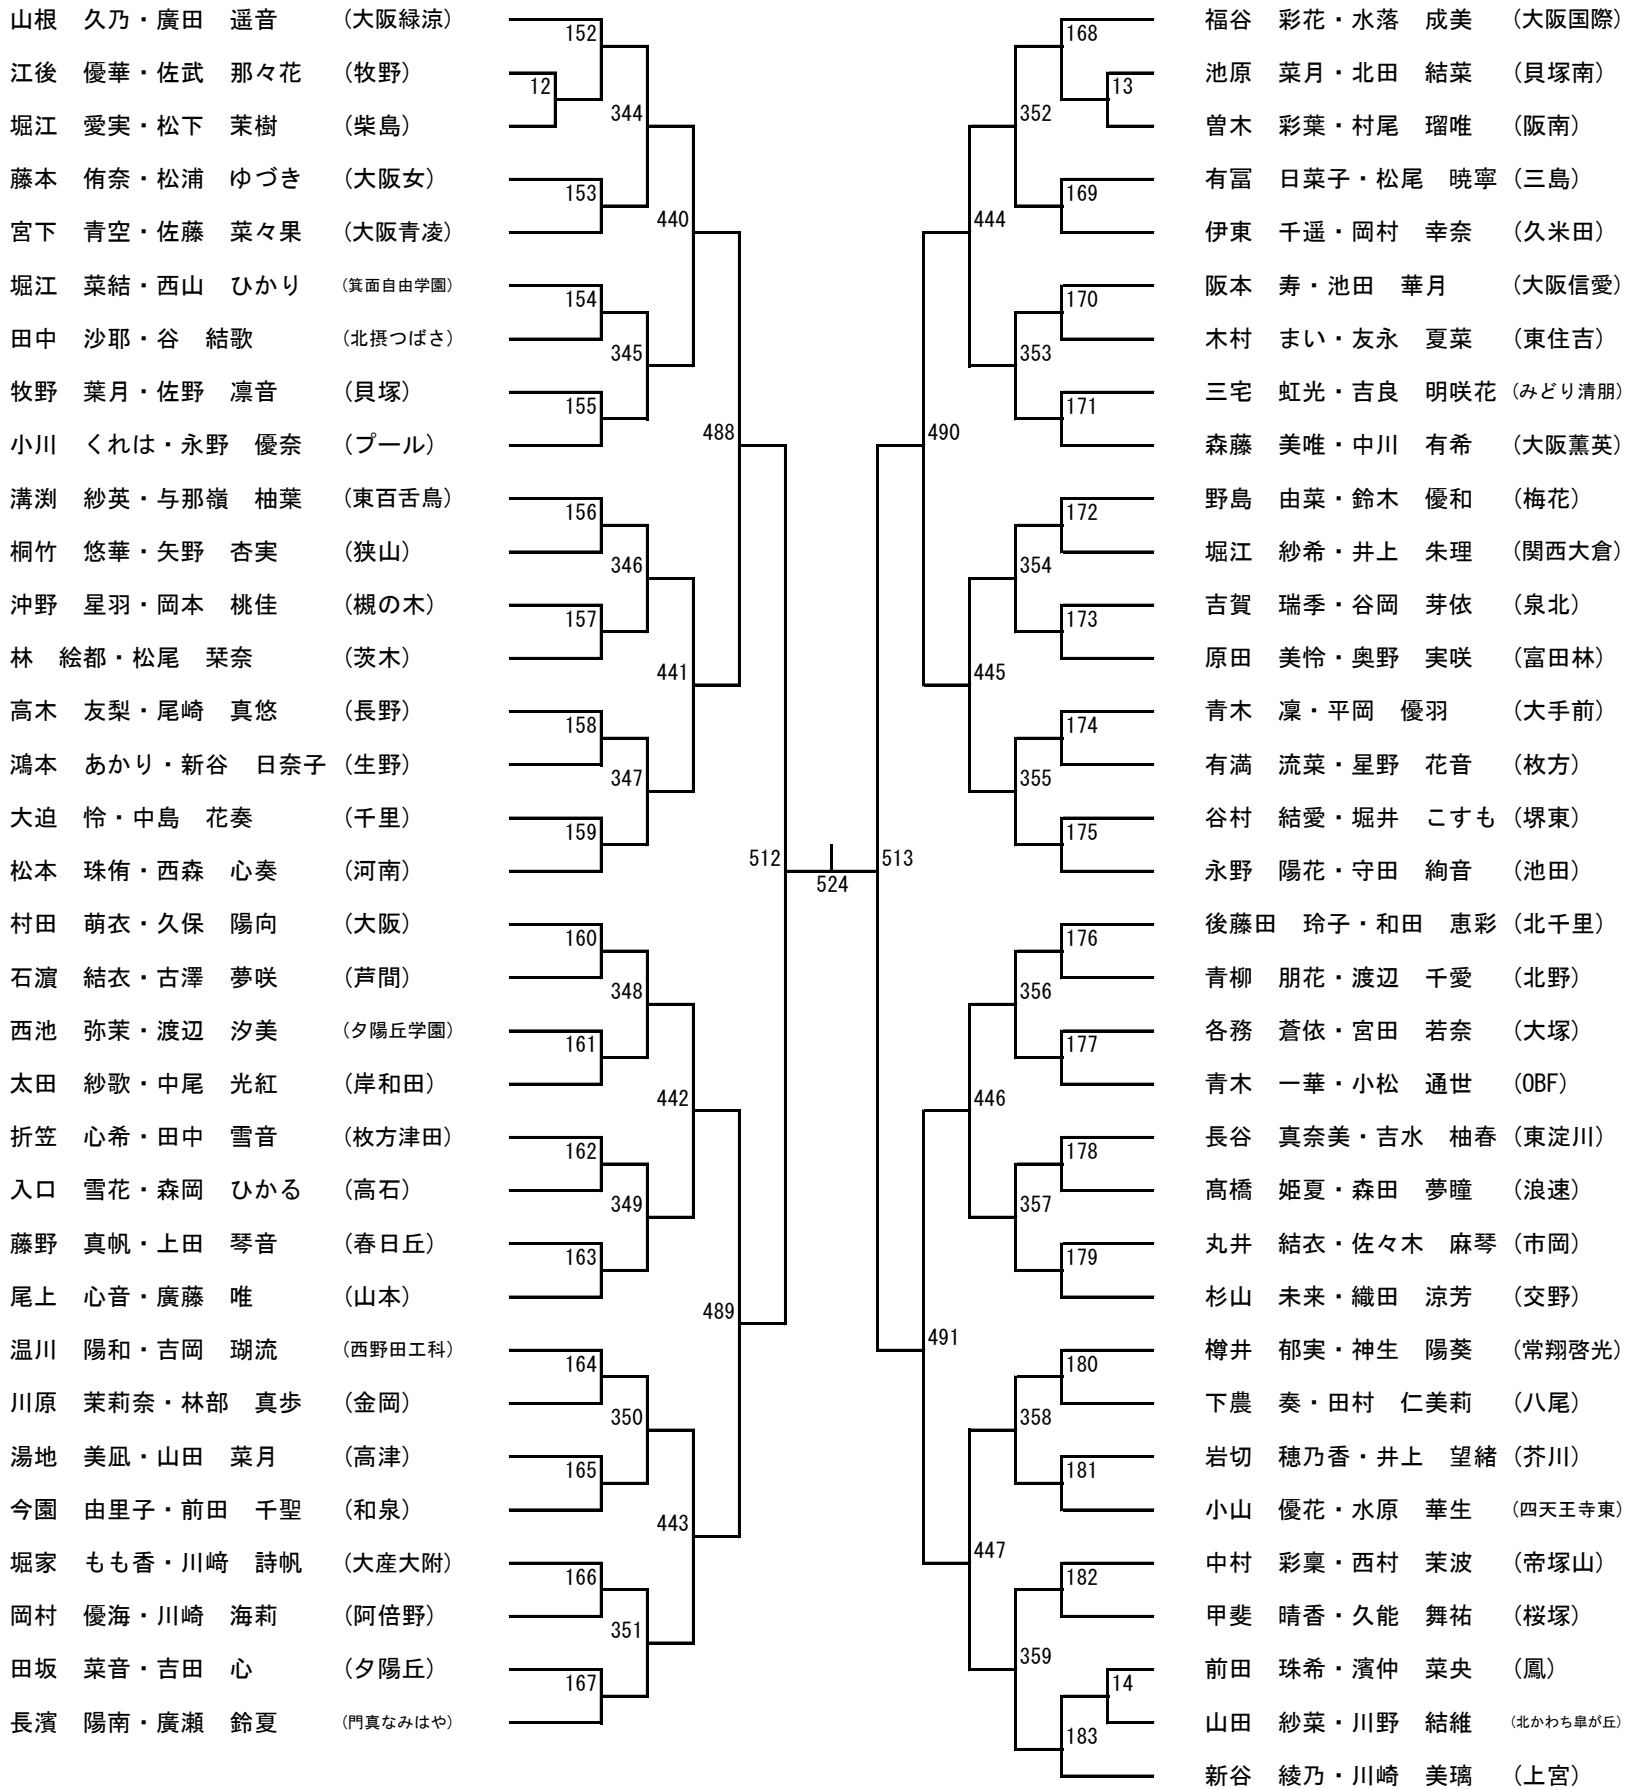 山根　久乃・廣田　遥音　（大阪緑涼）
江後　優華・佐武　那々花　（牧野）
堀江　愛実・松下　茉樹　（柴島）
藤本　侑奈・松浦　ゆづき　（大阪女）
宮下　青空・佐藤　菜々果　（大阪青凌）
堀江　菜結・西山　ひかり　（箕面自由学園）
田中　沙耶・谷　結歌　（北摂つばさ）
牧野　葉月・佐野　凛音　（貝塚）
小川　くれは・永野　優奈　（プール）
溝渕　紗英・与那嶺　柚葉　（東百舌鳥）
桐竹　悠華・矢野　杏実　（狭山）
沖野　星羽・岡本　桃佳　（槻の木）
林　絵都・松尾　栞奈　（茨木）
高木　友梨・尾崎　真悠　（長野）
鴻本　あかり・新谷　日奈子　（生野）
大迫　怜・中島　花奏　（千里）
松本　珠侑・西森　心奏　（河南）
村田　萌衣・久保　陽向　（大阪）
石濵　結衣・古澤　夢咲　（芦間）
西池　弥茉・渡辺　汐美　（夕陽丘学園）
太田　紗歌・中尾　光紅　（岸和田）
折笠　心希・田中　雪音　（枚方津田）
入口　雪花・森岡　ひかる　（高石）
藤野　真帆・上田　琴音　（春日丘）
尾上　心音・廣藤　唯　（山本）
温川　陽和・吉岡　瑚流　（西野田工科）
川原　茉莉奈・林部　真歩　（金岡）
湯地　美凪・山田　菜月　（高津）
今園　由里子・前田　千聖　（和泉）
堀家　もも香・川﨑　詩帆　（大産大附）
岡村　優海・川崎　海莉　（阿倍野）
田坂　菜音・吉田　心　（夕陽丘）
長濱　陽南・廣瀬　鈴夏　（門真なみはや）
152
12
344
153
440
154
345
155
488
156
346
157
441
158
347
159
512
160
348
161
442
162
349
163
489
164
350
165
443
166
351
167
524
513
168
13
352
169
444
170
353
171
490
172
354
173
445
174
355
175
176
356
177
446
178
357
179
491
180
358
181
447
182
359
14
183
福谷　彩花・水落　成美　（大阪国際）
池原　菜月・北田　結菜　（貝塚南）
曽木　彩葉・村尾　瑠唯　（阪南）
有冨　日菜子・松尾　暁寧　（三島）
伊東　千遥・岡村　幸奈　（久米田）
阪本　寿・池田　華月　（大阪信愛）
木村　まい・友永　夏菜　（東住吉）
三宅　虹光・吉良　明咲花　（みどり清朋）
森藤　美唯・中川　有希　（大阪薫英）
野島　由菜・鈴木　優和　（梅花）
堀江　紗希・井上　朱理　（関西大倉）
吉賀　瑞季・谷岡　芽依　（泉北）
原田　美怜・奥野　実咲　（富田林）
青木　凜・平岡　優羽　（大手前）
有満　流菜・星野　花音　（枚方）
谷村　結愛・堀井　こすも　（堺東）
永野　陽花・守田　絢音　（池田）
後藤田　玲子・和田　恵彩　（北千里）
青柳　朋花・渡辺　千愛　（北野）
各務　蒼依・宮田　若奈　（大塚）
青木　一華・小松　通世　（OBF）
長谷　真奈美・吉水　柚春　（東淀川）
髙橋　姫夏・森田　夢瞳　（浪速）
丸井　結衣・佐々木　麻琴　（市岡）
杉山　未来・織田　涼芳　（交野）
樽井　郁実・神生　陽葵　（常翔啓光）
下農　奏・田村　仁美莉　（八尾）
岩切　穂乃香・井上　望緒　（芥川）
小山　優花・水原　華生　（四天王寺東）
中村　彩稟・西村　茉波　（帝塚山）
甲斐　晴香・久能　舞祐　（桜塚）
前田　珠希・濱仲　菜央　（鳳）
山田　紗菜・川野　結維　（北かわち皐が丘）
新谷　綾乃・川崎　美璃　（上宮）